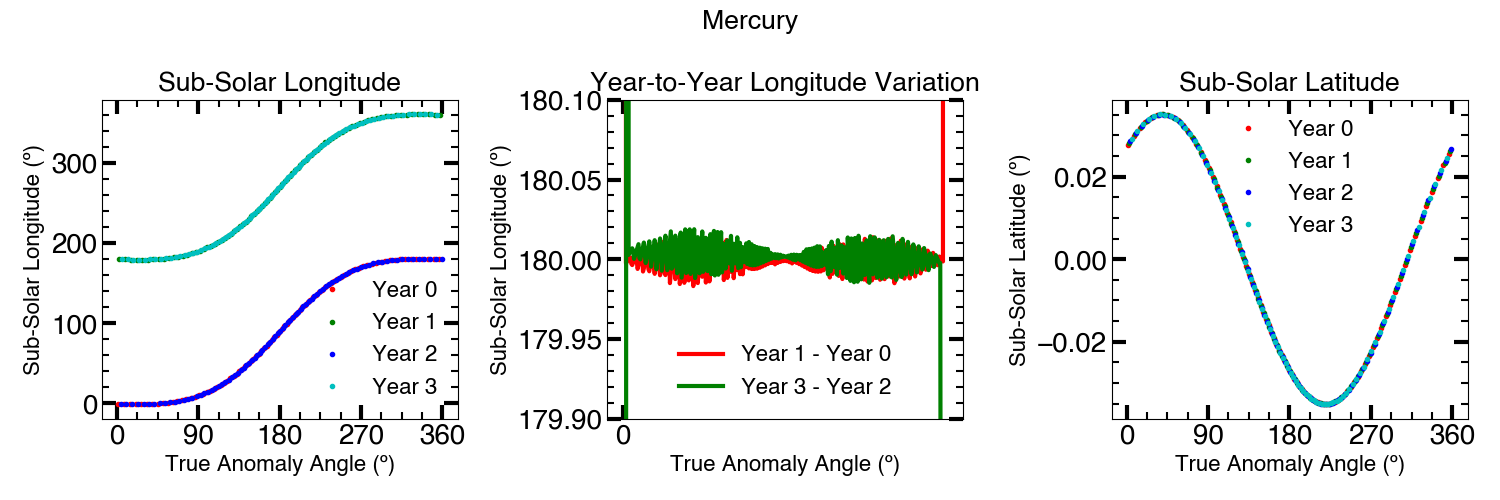 Mercury
Sub-Solar Longitude
Sub-Solar Longitude (º)
300
200
100
0
Year 0
Year 1
Year 2
Year 3
0 90 180 270 360
True Anomaly Angle (º)
Year-to-Year Longitude Variation
Sub-Solar Longitude (º)
180.10
180.05
180.00
179.95
179.90
Year 1 - Year 0
Year 3 - Year 2
0
True Anomaly Angle (º)
Sub-Solar Latitude
Sub-Solar Latitude (º)
0.02
0.00
−0.02
Year 0
Year 1
Year 2
Year 3
0 90 180 270 360
True Anomaly Angle (º)